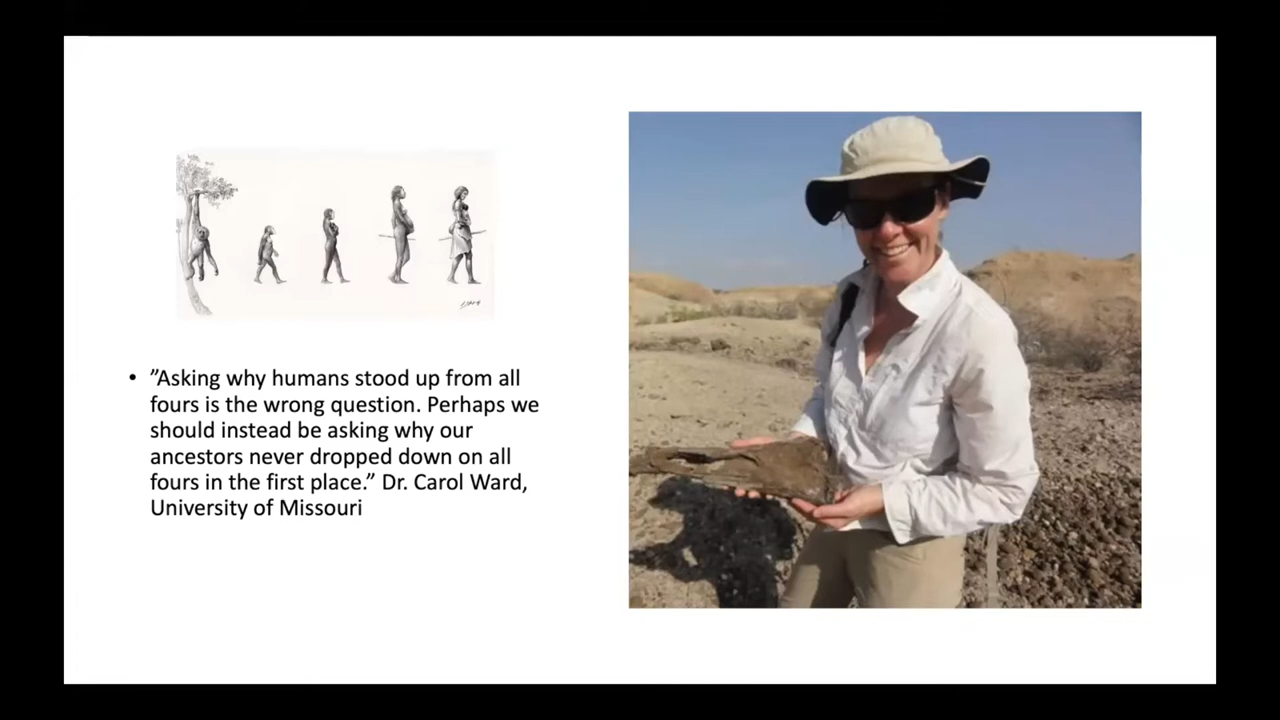 • ”Asking why humans stood up from all
fours is the wrong question. Perhaps we
should instead be asking why our
ancestors never dropped down on all
fours in the first place.” Dr. Carol Ward,
University of Missouri